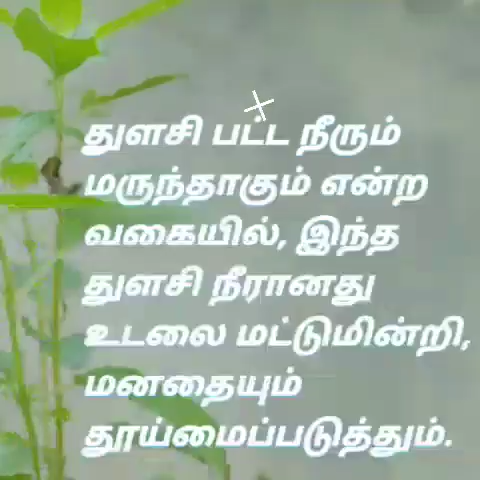 துளசி பட்ட நீரும்
மருந்தாகும் என்ற
வகையில், இந்த
துளசி நீரானது
உடலை மட்டுமின்றி,
மனதையும்
தூய்மைப்படுத்தும்.